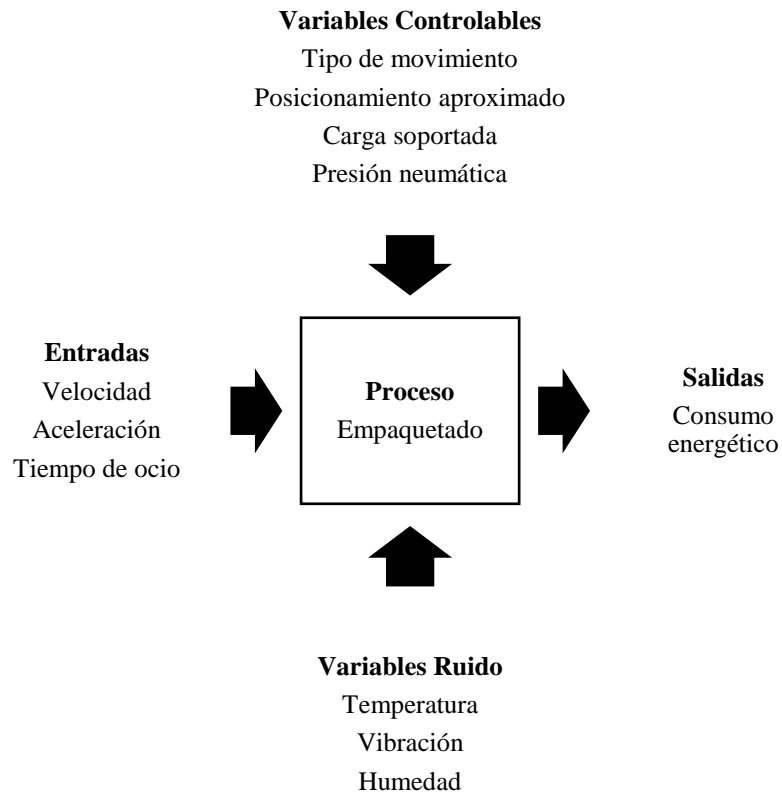 Variables Controlables
Tipo de movimiento
Posicionamiento aproximado
Carga soportada
Presión neumática
Entradas
Velocidad
Aceleración
Tiempo de ocio
Proceso
Empaquetado
Salidas
Consumo
energético
Variables Ruido
Temperatura
Vibración
Humedad